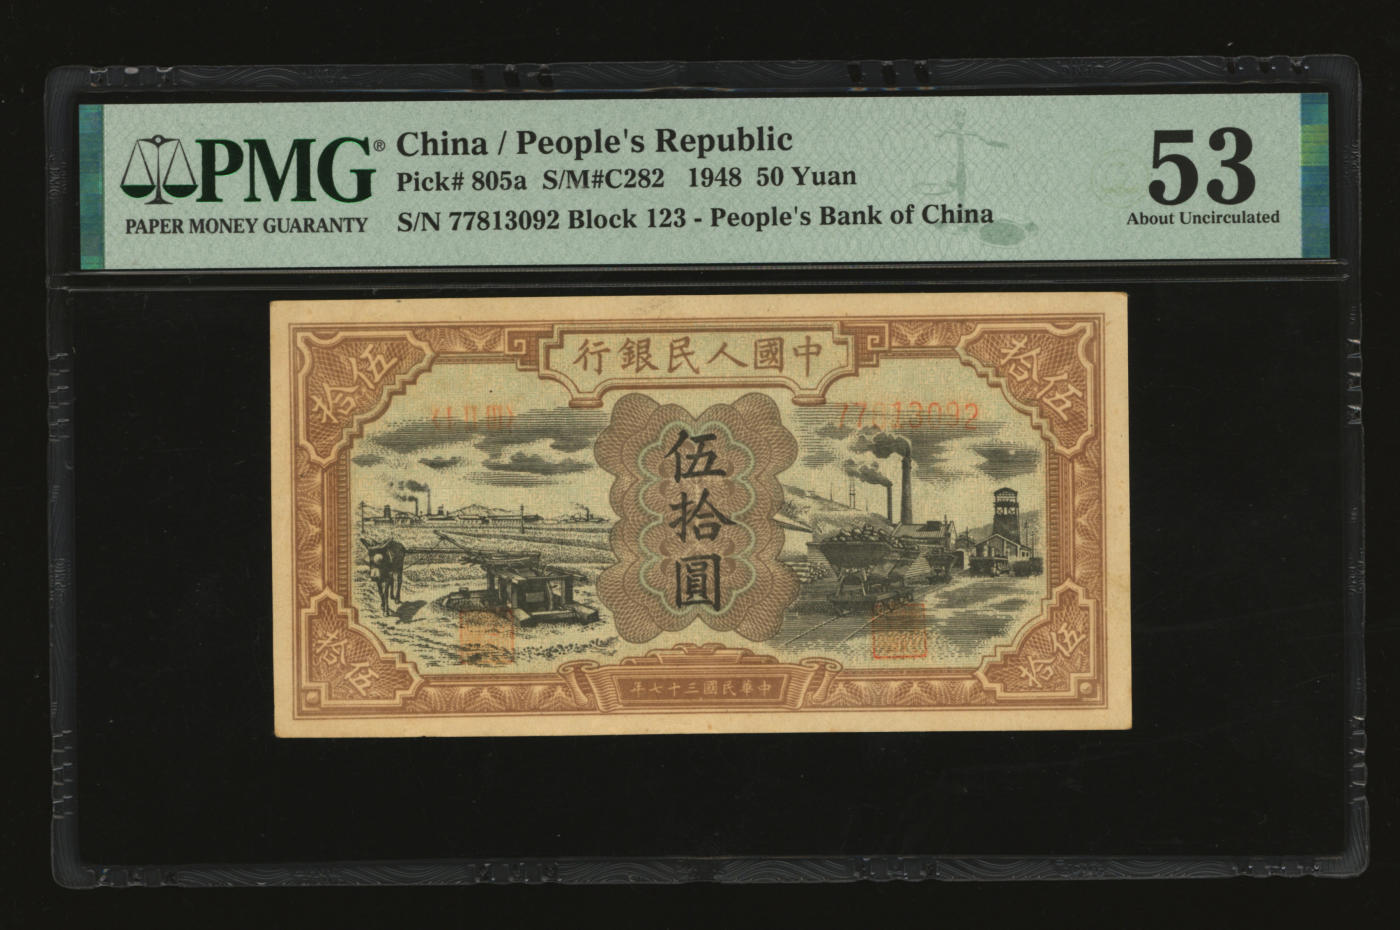 PMG®
PAPER MONEY GUARANTY
China / People's Republic
Pick# 805a S/M#C282 1948 50 Yuan
S/N 77813092 Block 123 - People's Bank of China
53
About Uncirculated
行銀民人國中
拾伍
拾伍
77813092
伍拾圓
拾伍
拾伍
年七十三國民華中